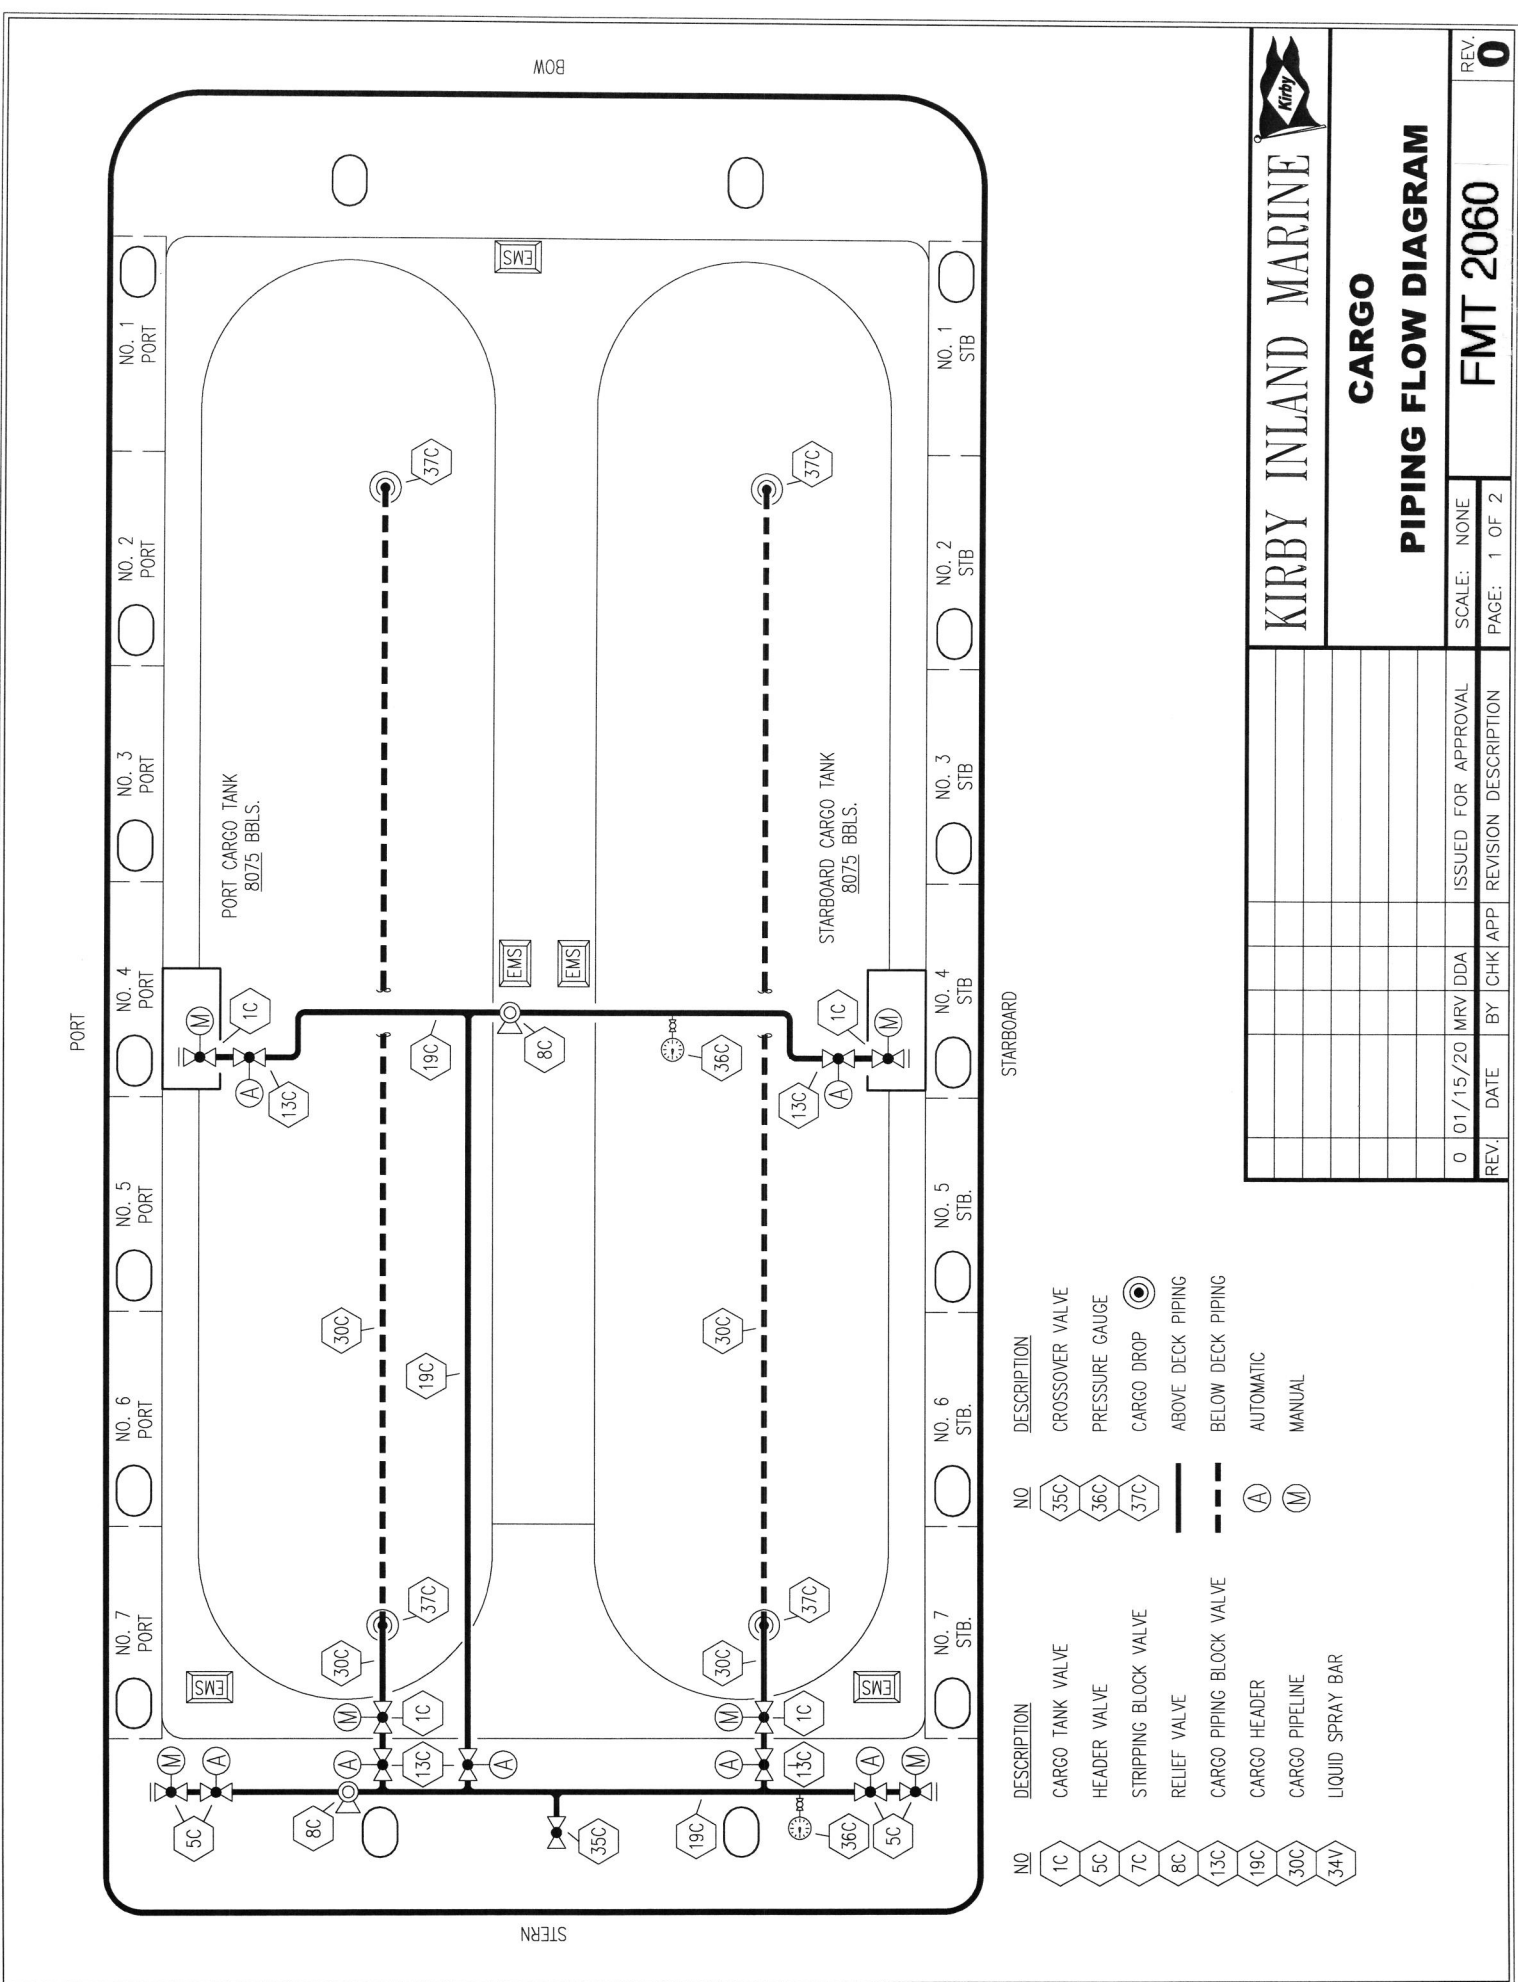 PORT
BOW
STERN
STARBOARD
NO. 7
PORT
NO. 6
PORT
NO. 5
PORT
NO. 4
PORT
NO. 3
PORT
NO. 2
PORT
NO. 1
PORT
EMS
M
A
5C
8C
A
M
13C
1C
30C
37C
A
30C
19C
19C
13C
A
M
1C
PORT CARGO TANK
8075 BBLS.
37C
EMS
8C
EMS
EMS
35C
19C
A
M
13C
1C
30C
37C
30C
36C
13C
A
M
1C
STARBOARD CARGO TANK
8075 BBLS.
37C
36C
5C
A
M
EMS
NO. 7
STB.
NO. 6
STB.
NO. 5
STB.
NO. 4
STB
NO. 3
STB
NO. 2
STB
NO. 1
STB
NO DESCRIPTION
1C CARGO TANK VALVE
5C HEADER VALVE
7C STRIPPING BLOCK VALVE
8C RELIEF VALVE
13C CARGO PIPING BLOCK VALVE
19C CARGO HEADER
30C CARGO PIPELINE
34V LIQUID SPRAY BAR
NO DESCRIPTION
35C CROSSOVER VALVE
36C PRESSURE GAUGE
37C CARGO DROP
ABOVE DECK PIPING
BELOW DECK PIPING
A AUTOMATIC
M MANUAL
0 01/15/20 MRV DDA ISSUED FOR APPROVAL
REV. DATE BY CHK APP REVISION DESCRIPTION
KIRBY INLAND MARINE
Kirby
CARGO
PIPING FLOW DIAGRAM
SCALE: NONE
PAGE: 1 OF 2
FMT 2060
REV.
0